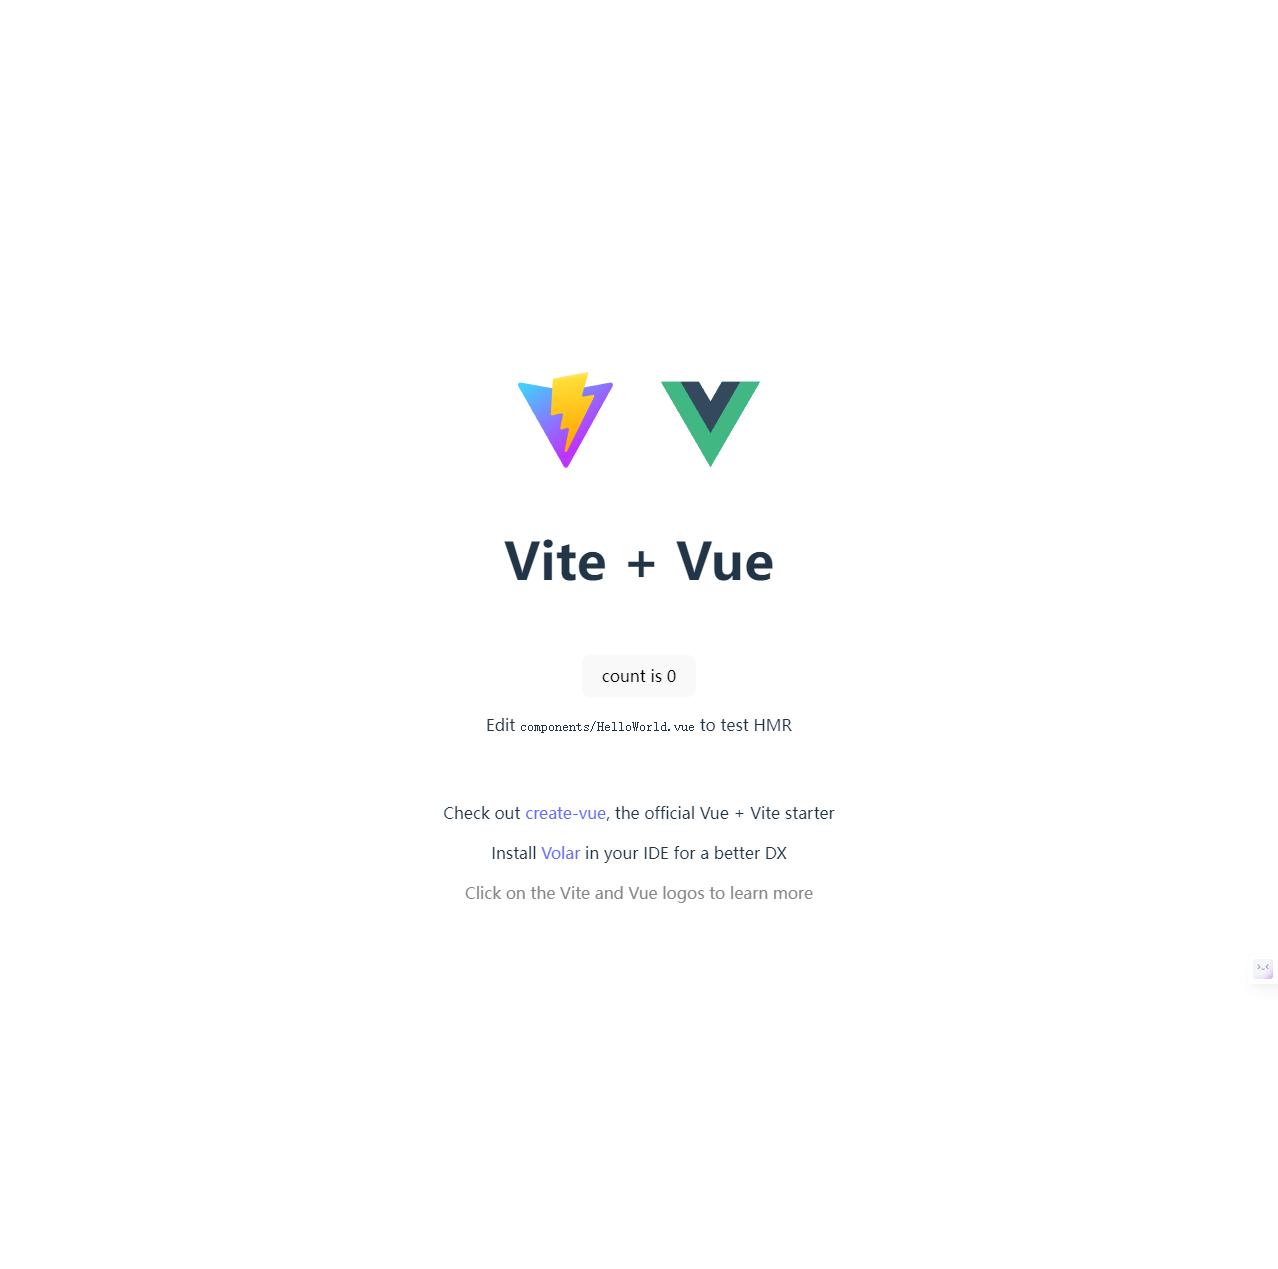 Vite + Vue
count is 0
Edit components/HelloWorld.vue to test HMR
Check out create-vue, the official Vue + Vite starter
Install Volar in your IDE for a better DX
Click on the Vite and Vue logos to learn more